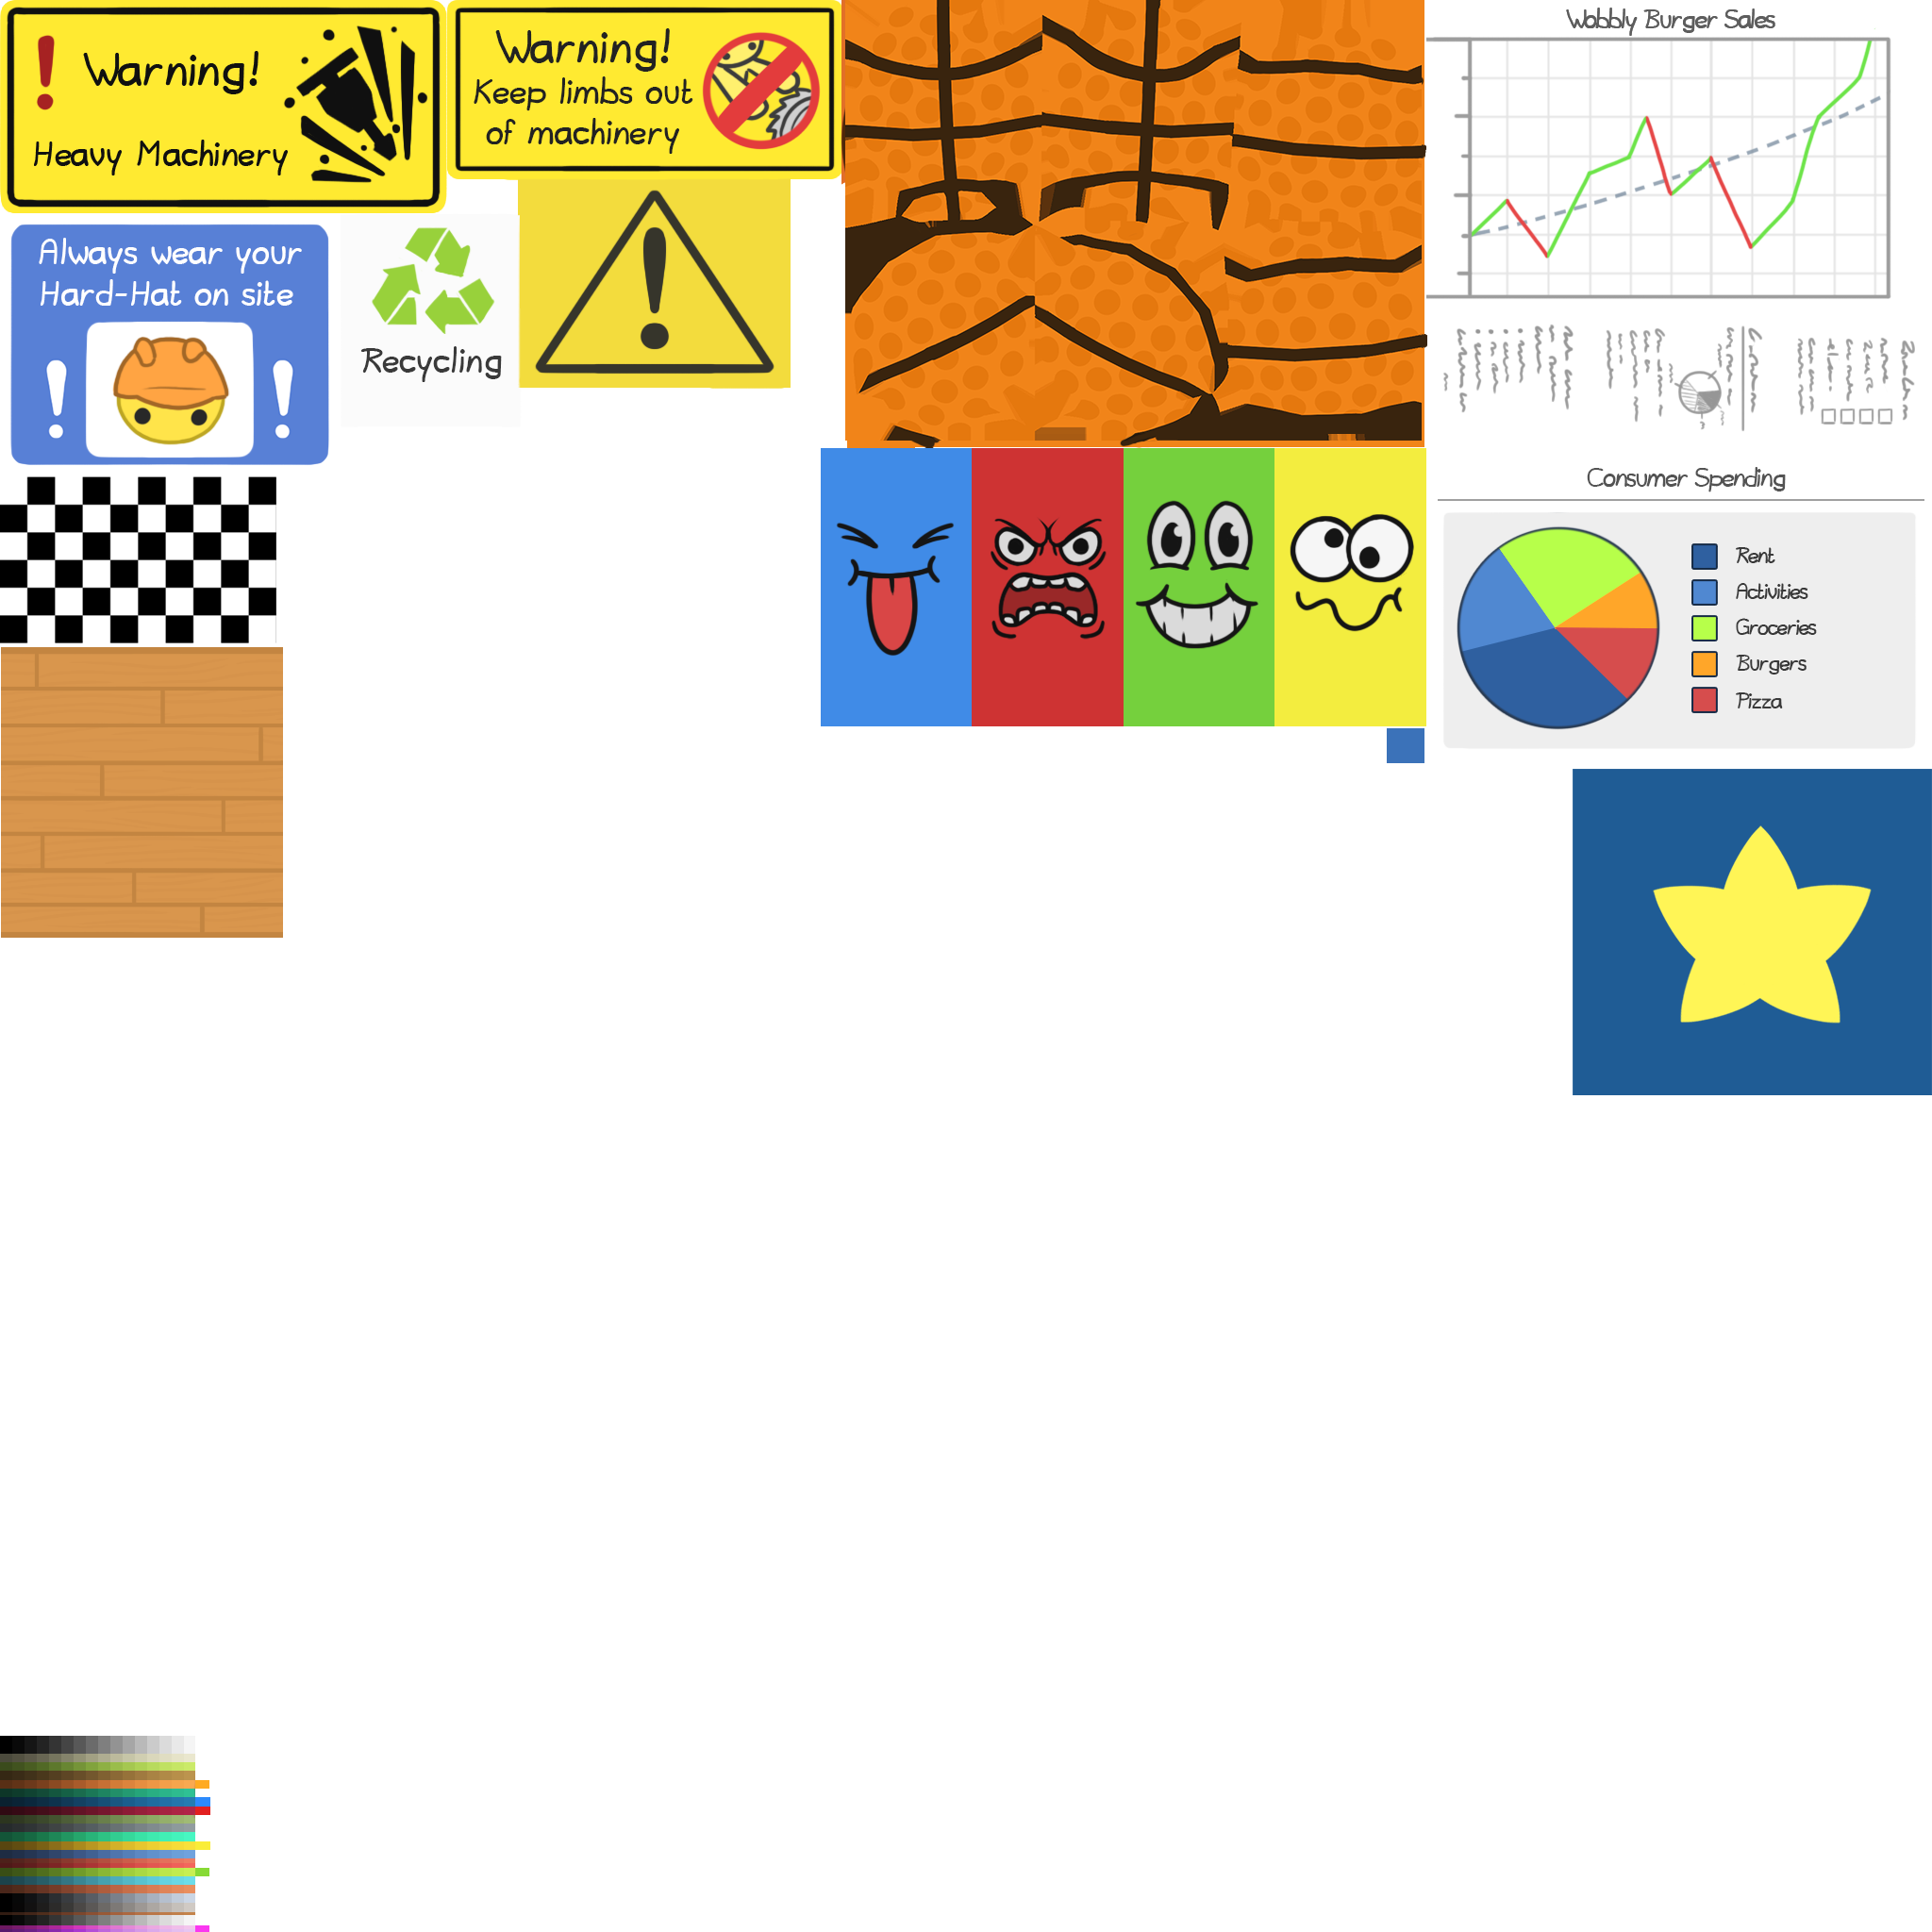 Warning!
Heavy Machinery
Warning!
Keep limbs out
of machinery
Always wear your
Hard-Hat on site
Recycling
Wobbly Burger Sales
Consumer Spending
Rent
Activities
Groceries
Burgers
Pizza